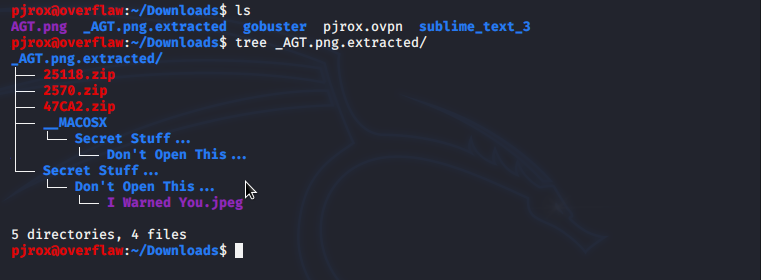 pjrox@overflaw:~/Downloads$ ls
AGT.png  _AGT.png.extracted  gobuster  pjrox.ovpn  sublime_text_3
pjrox@overflaw:~/Downloads$ tree _AGT.png.extracted/
_AGT.png.extracted/
├── 25118.zip
├── 2570.zip
├── 47CA2.zip
├── __MACOSX
│   └── Secret Stuff...
│       └── Don't Open This...
└── Secret Stuff...
    └── Don't Open This...
        └── I Warned You.jpeg
5 directories, 4 files
pjrox@overflaw:~/Downloads$